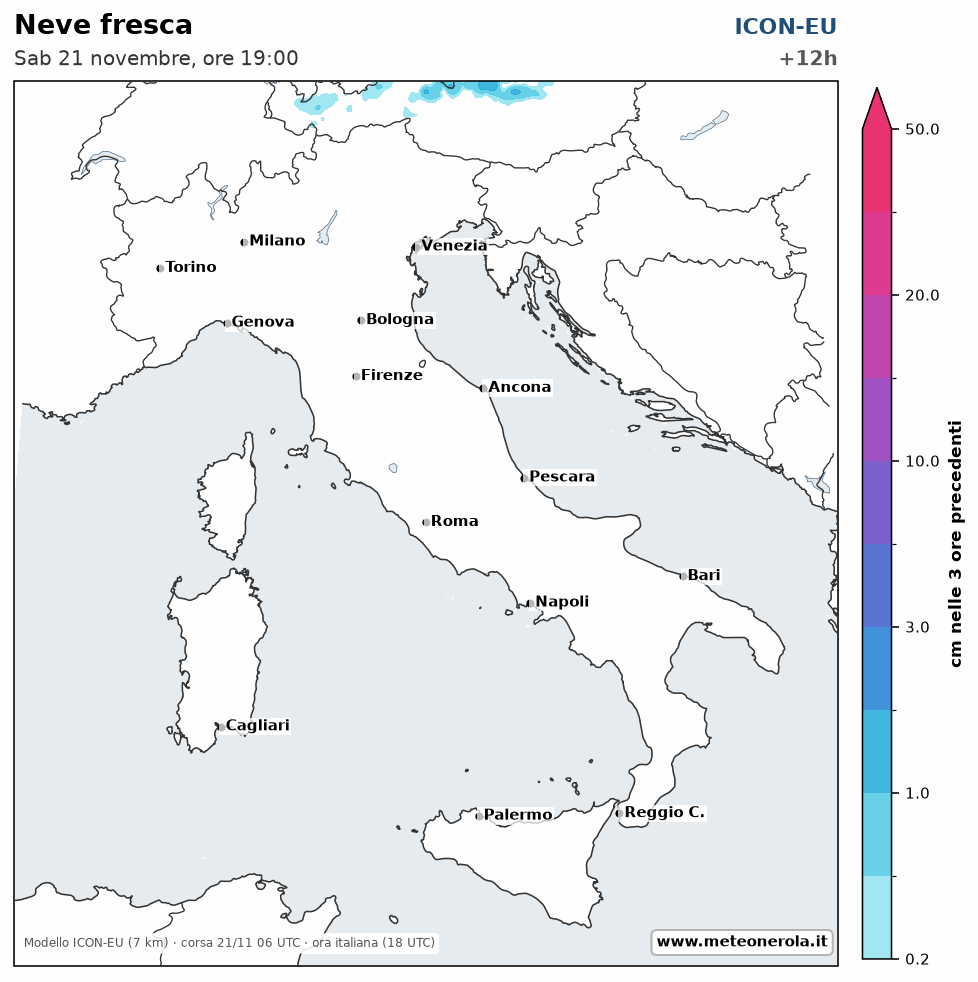 Neve fresca
ICON-EU
Sab 21 novembre, ore 19:00
+12h
50.0
Milano
Venezia
Torino
20.0
Genova
Bologna
Firenze
Ancona
10.0
Pescara
Roma
cm nelle 3 ore precedenti
Bari
Napoli
3.0
Cagliari
1.0
Palermo
Reggio C.
Modello ICON-EU (7 km) · corsa 21/11 06 UTC · ora italiana (18 UTC)
www.meteonerola.it
0.2